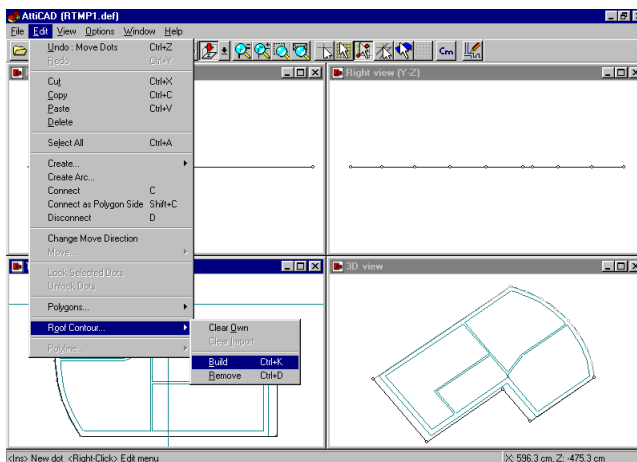 AttiCAD (RTMP1.def)
File Edit View Options Window Help
Cm
Undo : Move Dots Ctrl+Z
Redo Ctrl+Y
Cut Ctrl+X
Copy Ctrl+C
Paste Ctrl+V
Delete
Select All Ctrl+A
Create...
Create Arc...
Connect C
Connect as Polygon Side Shift+C
Disconnect D
Change Move Direction
Move...
Lock Selected Dots
Unlock Dots
Polygons...
Roof Contour...
Polyline...
Clear Own
Clear Import
Build Ctrl+K
Remove Ctrl+D
Right view (Y-Z)
3D view
<Ins> New dot <Right-Click> Edit menu
X: 596.3 cm, Z: -475.3 cm